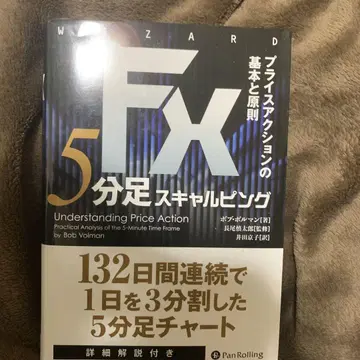 WIZARD
プライスアクションの
基本と原則
FX
5分足スキャルピング
Understanding Price Action
Practical Analysis of the 5-Minute Time Frame
by Bob Volman
ボブ・ボルマン[著]
長尾慎太郎[監修]
井田京子[訳]
132日間連続で
1日を3分割した
5分足チャート
詳細解説付き
PanRolling